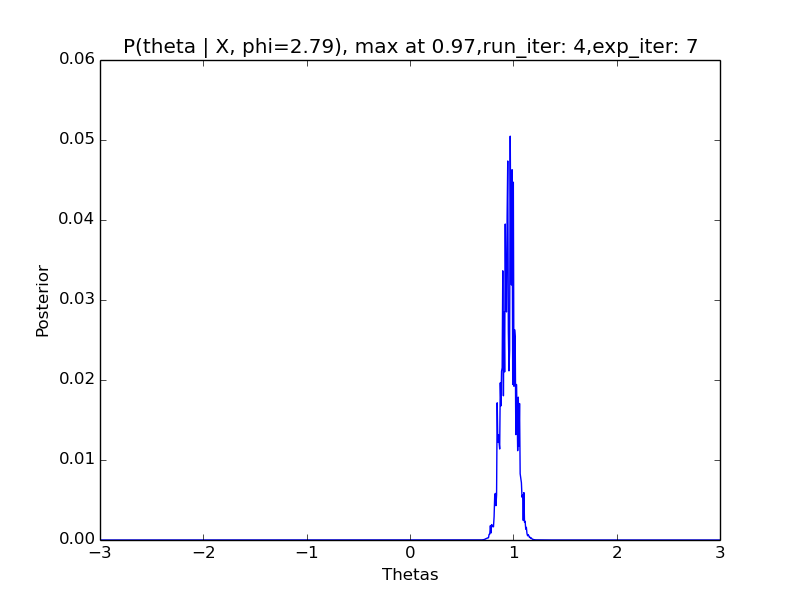 P(theta | X, phi=2.79), max at 0.97,run_iter: 4,exp_iter: 7
0.06
0.05
0.04
0.03
0.02
0.01
0.00
Posterior
−3 −2 −1 0 1 2 3
Thetas